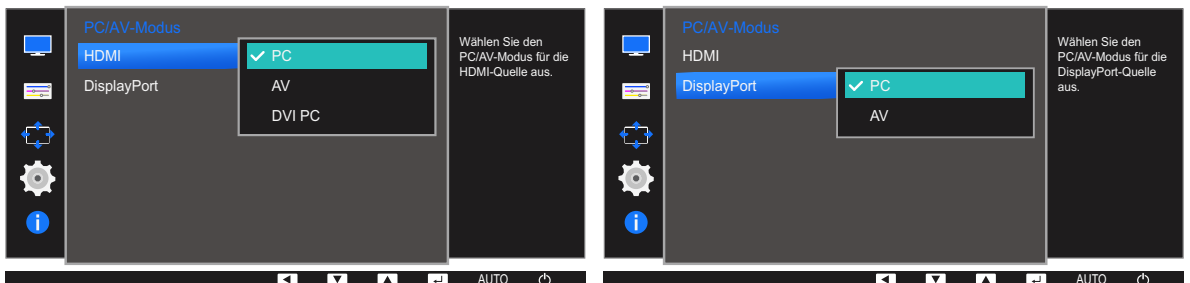 PC/AV-Modus
HDMI
PC
DisplayPort
AV
DVI PC
Wählen Sie den
PC/AV-Modus für die
HDMI-Quelle aus.
AUTO
PC/AV-Modus
HDMI
DisplayPort
PC
AV
Wählen Sie den
PC/AV-Modus für die
DisplayPort-Quelle
aus.
AUTO